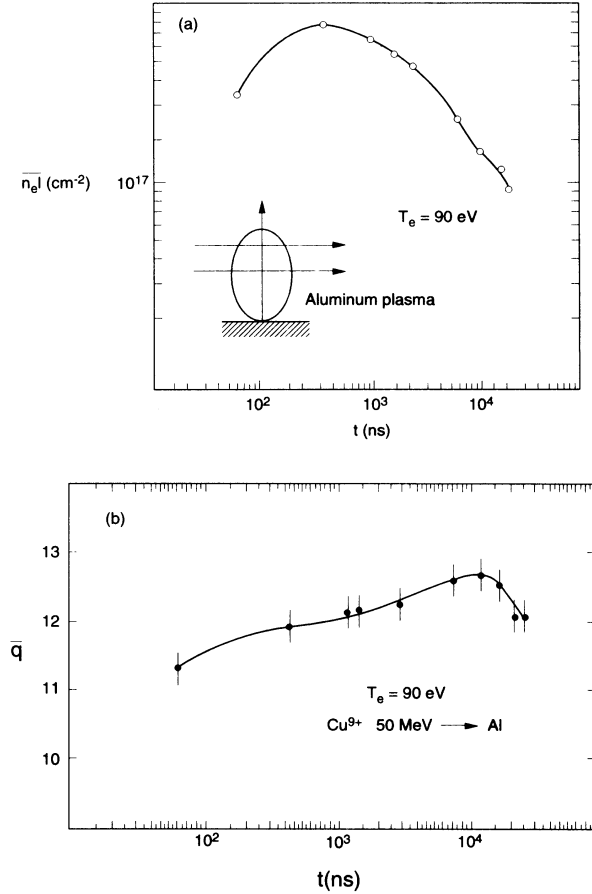 (a)
n̅ₑl (cm⁻²)
10¹⁷
Tₑ = 90 eV
Aluminum plasma
10² 10³ 10⁴
t (ns)
(b)
13
12
q̅
11
10
Tₑ = 90 eV
Cu⁹⁺ 50 MeV ⟶ Al
10² 10³ 10⁴
t(ns)